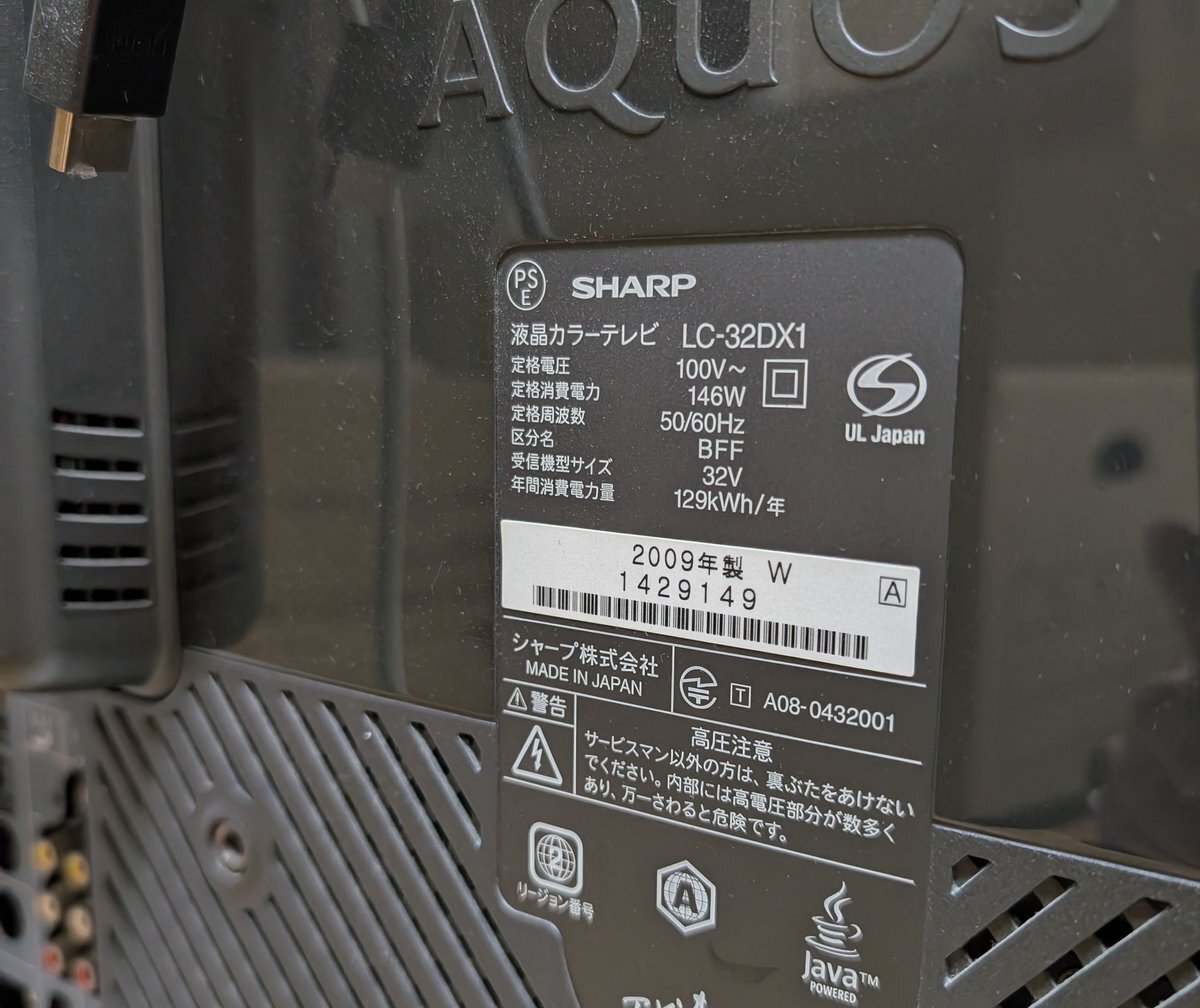 AQUOS
PS
E
SHARP
液晶カラーテレビ LC-32DX1
定格電圧 100V～
定格消費電力 146W
定格周波数 50/60Hz
区分名 BFF
受信機型サイズ 32V
年間消費電力量 129kWh/年
UL Japan
2009年製 W
1429149
A
シャープ株式会社
MADE IN JAPAN
T A08-0432001
警告
高圧注意
サービスマン以外の方は、裏ぶたをあけない
でください。内部には高電圧部分が数多く
あり、万一さわると危険です。
2
リージョン番号
A
Java™
POWERED